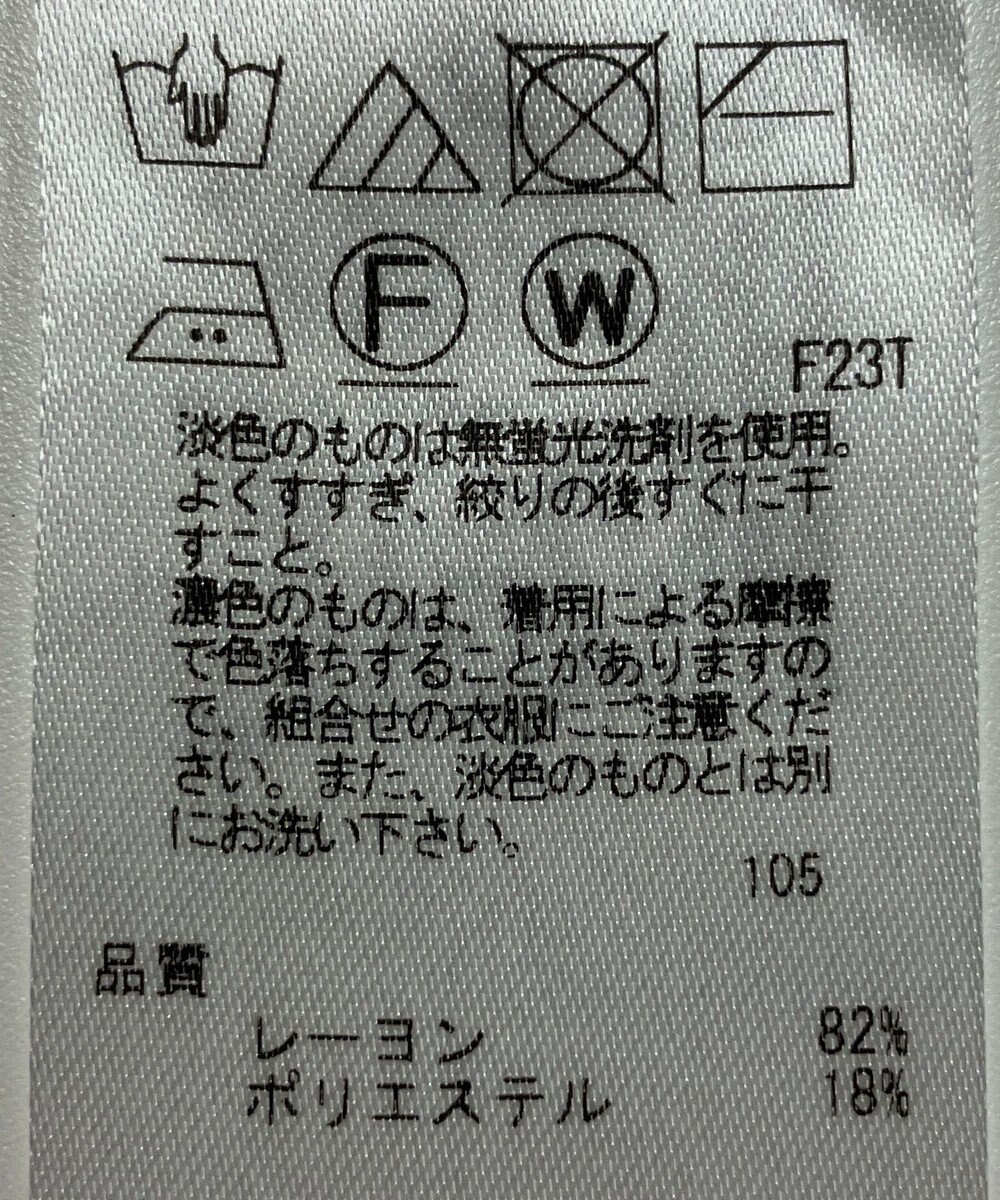 F W
F23T
淡色のものは無蛍光洗剤を使用。
よくすすぎ、絞りの後すぐに干
すこと。
濃色のものは、着用による摩擦
で色落ちすることがありますの
で、組合せの衣服にご注意くだ
さい。また、淡色のものとは別
にお洗い下さい。
105
品質
レーヨン 82%
ポリエステル 18%